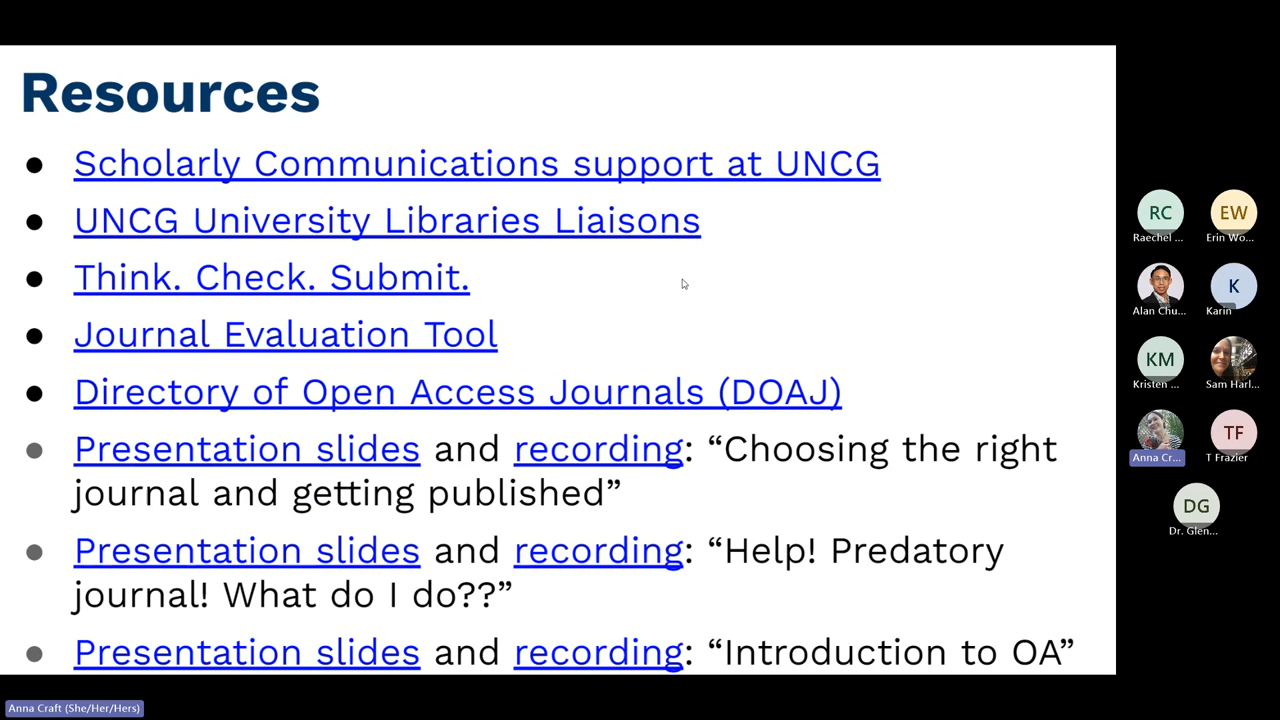 Resources
Scholarly Communications support at UNCG
UNCG University Libraries Liaisons
Think. Check. Submit.
Journal Evaluation Tool
Directory of Open Access Journals (DOAJ)
Presentation slides and recording: “Choosing the right
journal and getting published”
Presentation slides and recording: “Help! Predatory
journal! What do I do??”
Presentation slides and recording: “Introduction to OA”
RC
Raechel ...
EW
Erin Wo...
Alan Chu...
K
Karin
KM
Kristen ...
Sam Harl...
Anna Cr...
TF
T Frazier
DG
Dr. Glen...
Anna Craft (She/Her/Hers)